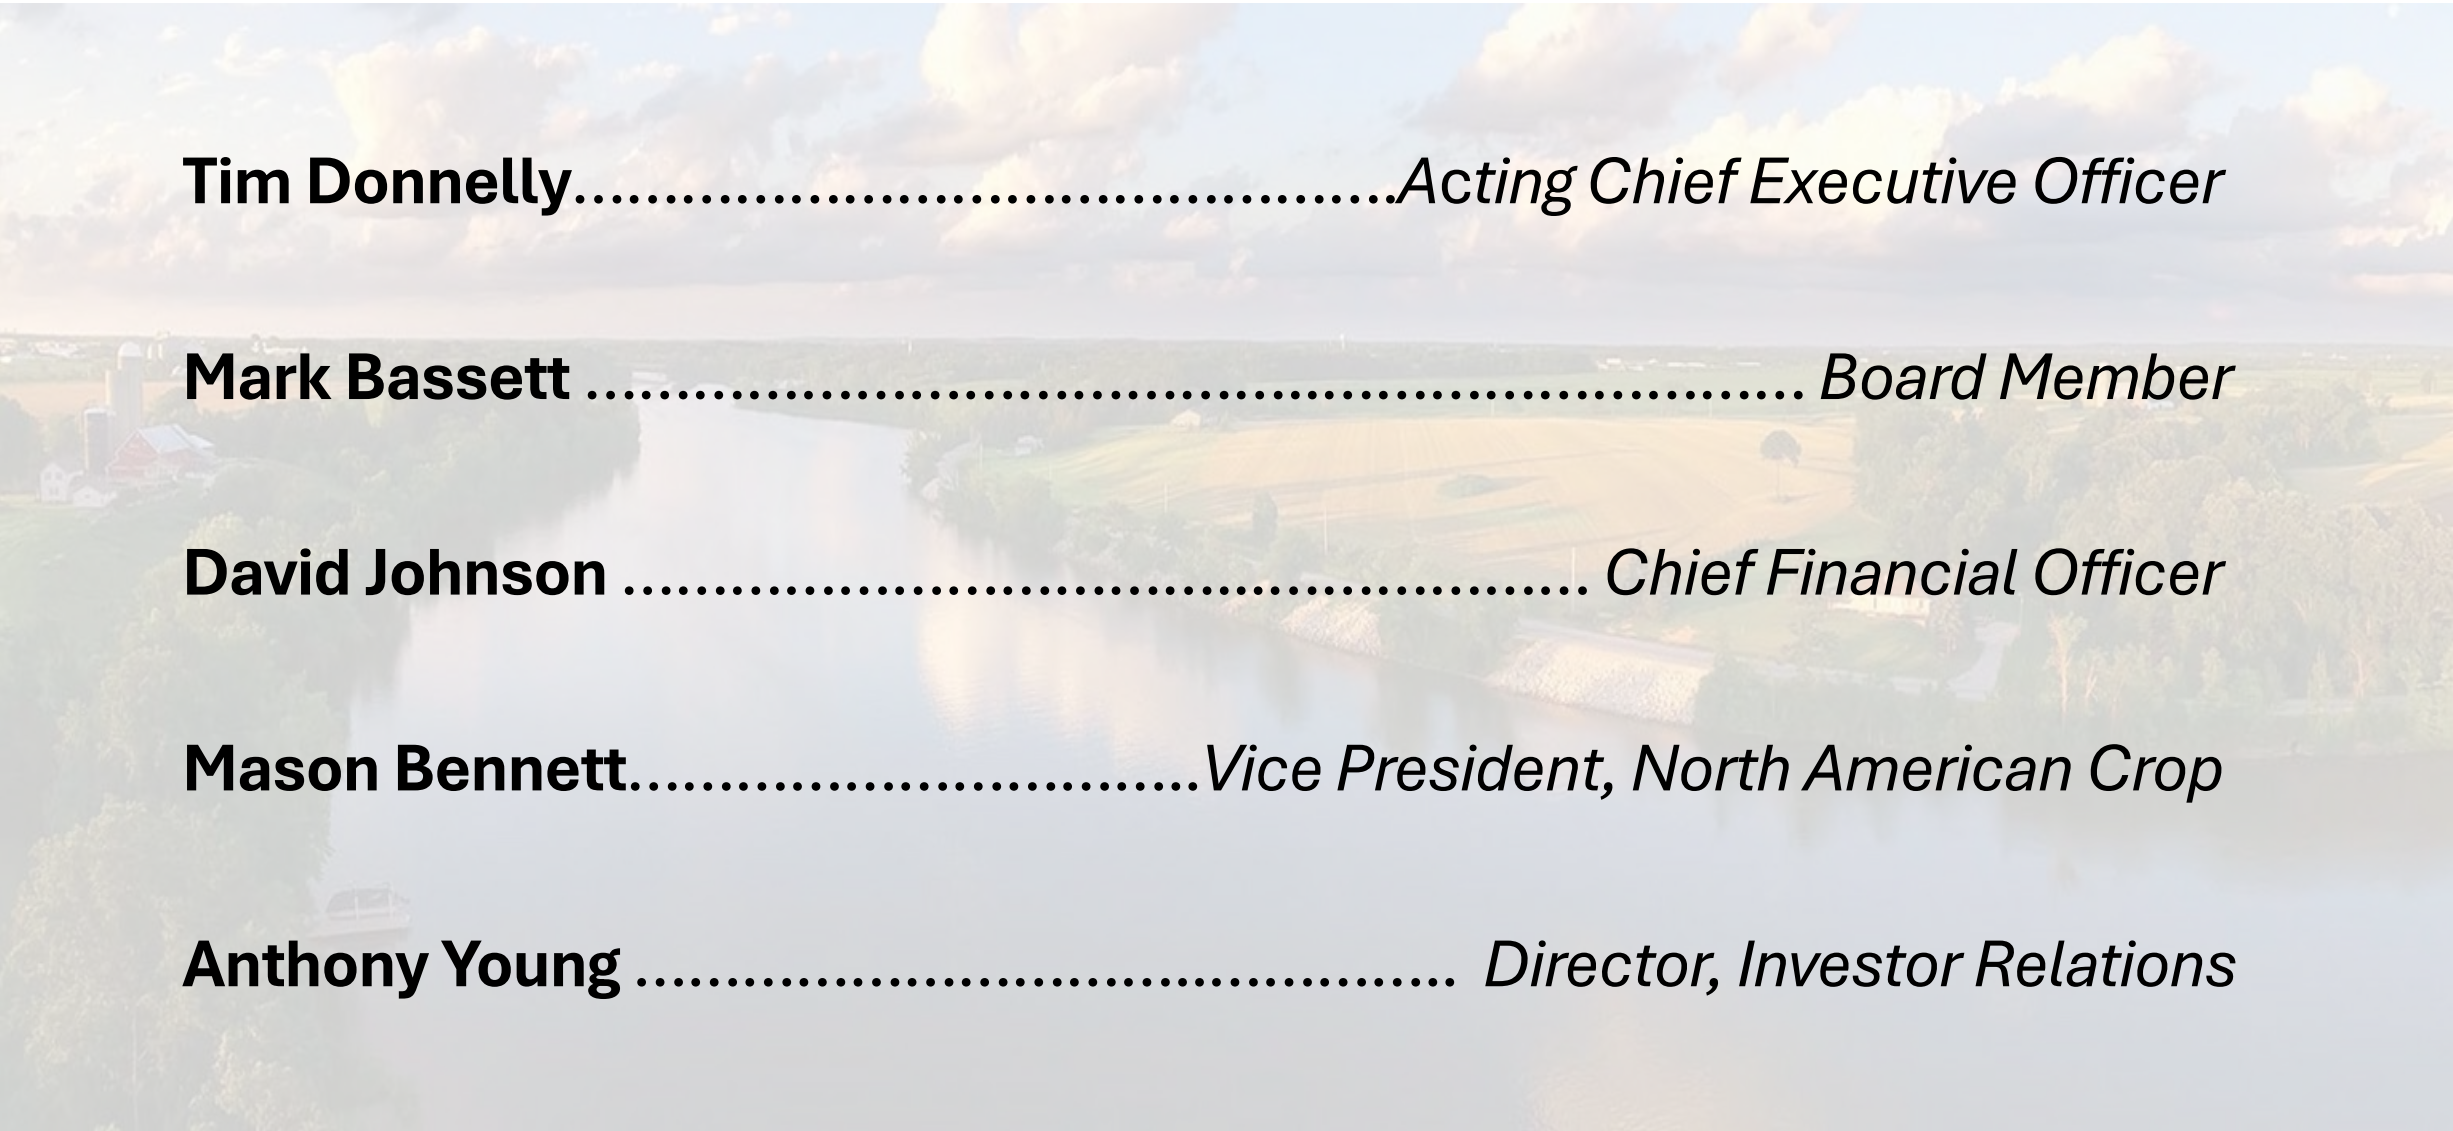 Tim Donnelly..............................................Acting Chief Executive Officer
Mark Bassett .................................................................... Board Member
David Johnson ...................................................... Chief Financial Officer
Mason Bennett................................Vice President, North American Crop
Anthony Young .............................................. Director, Investor Relations